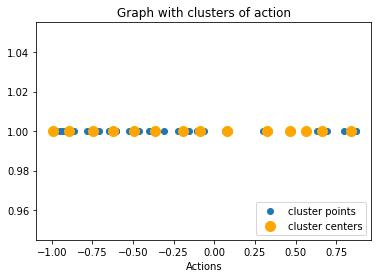 Graph with clusters of action
1.04
1.02
1.00
0.98
0.96
−1.00 −0.75 −0.50 −0.25 0.00 0.25 0.50 0.75
Actions
cluster points
cluster centers